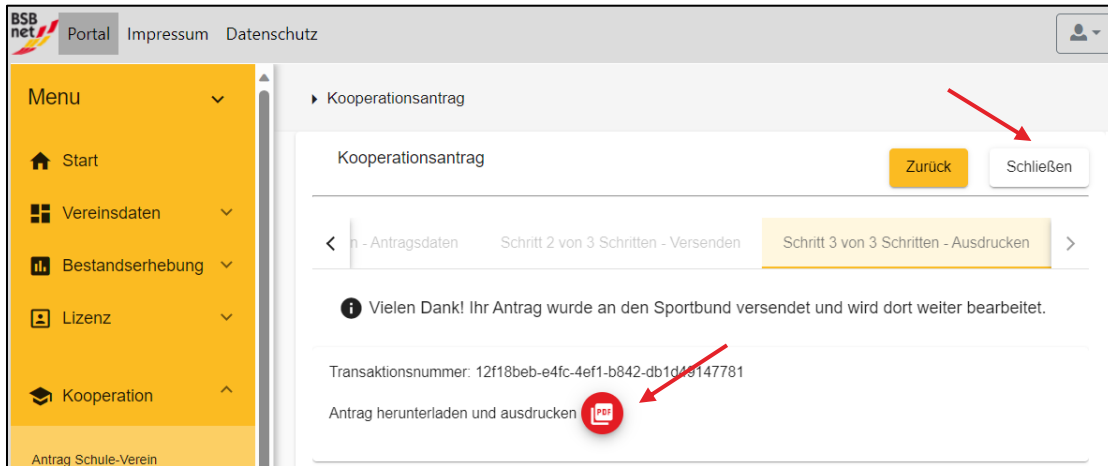 BSB
net
Portal Impressum Datenschutz
Menu
Start
Vereinsdaten
Bestandserhebung
Lizenz
Kooperation
Antrag Schule-Verein
Kooperationsantrag
Kooperationsantrag
Zurück
Schließen
n - Antragsdaten
Schritt 2 von 3 Schritten - Versenden
Schritt 3 von 3 Schritten - Ausdrucken
Vielen Dank! Ihr Antrag wurde an den Sportbund versendet und wird dort weiter bearbeitet.
Transaktionsnummer: 12f18beb-e4fc-4ef1-b842-db1d49147781
Antrag herunterladen und ausdrucken
PDF